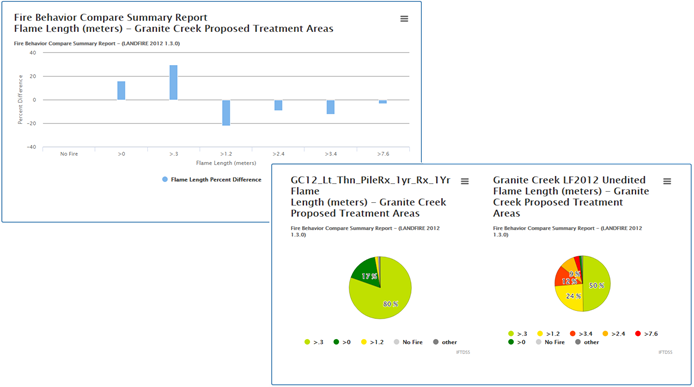 Fire Behavior Compare Summary Report
Flame Length (meters) – Granite Creek Proposed Treatment Areas
Fire Behavior Compare Summary Report – (LANDFIRE 2012 1.3.0)
Percent Difference
40
20
0
-20
-40
No Fire >0 >.3 >1.2 >2.4 >3.4 >7.6
Flame Length (meters)
Flame Length Percent Difference
GC12_Lt_Thn_PileRx_1yr_Rx_1Yr
Flame
Length (meters) – Granite Creek
Proposed Treatment Areas
Fire Behavior Compare Summary Report – (LANDFIRE 2012
1.3.0)
17 %
80 %
>.3 >0 >1.2 No Fire other
IFTDSS
Granite Creek LF2012 Unedited
Flame Length (meters) – Granite
Creek Proposed Treatment
Areas
Fire Behavior Compare Summary Report – (LANDFIRE 2012
1.3.0)
9 %
12 %
50 %
24 %
>.3 >1.2 >3.4 >2.4 >7.6
>0 No Fire other
IFTDSS